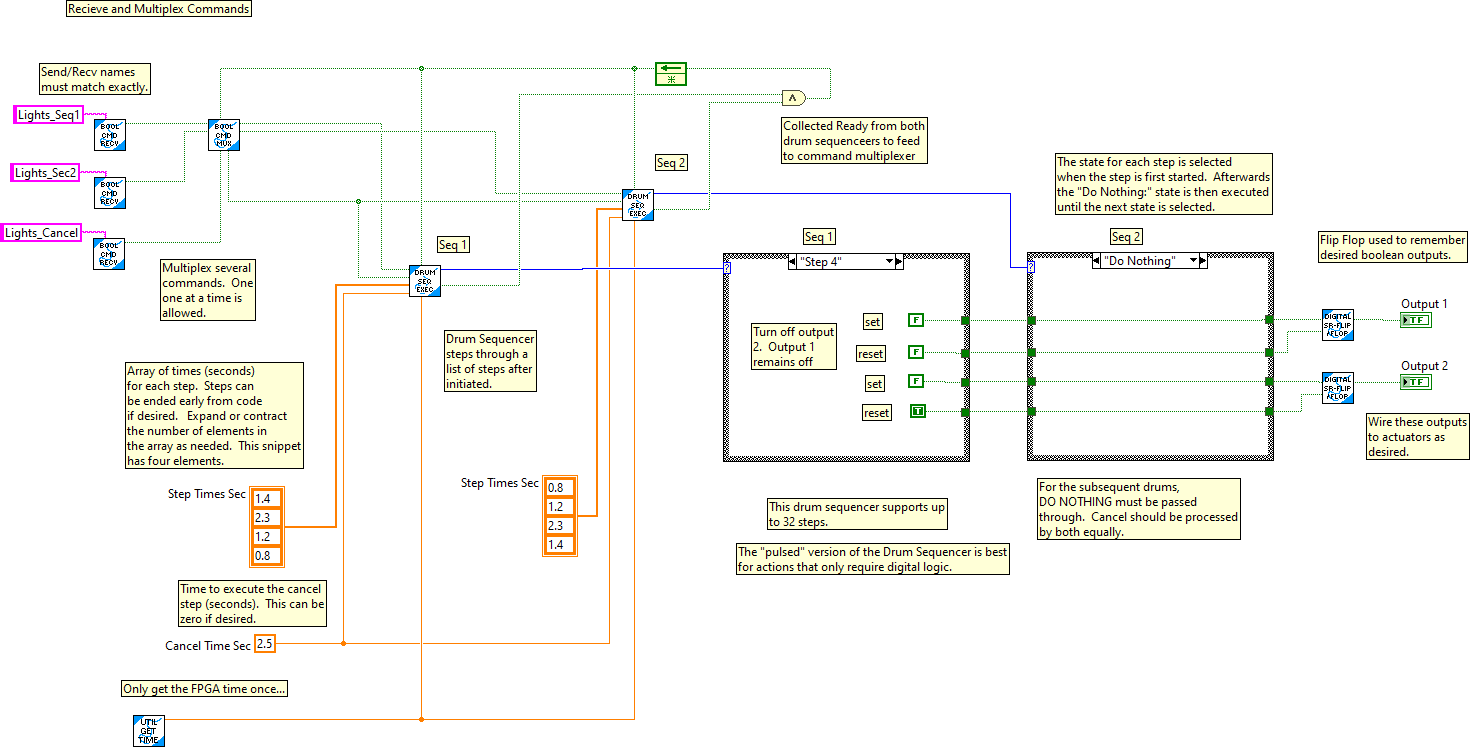 Recieve and Multiplex Commands
Send/Recv names
must match exactly.
Lights_Seq1
BOOL
CMD
RECV
BOOL
CMD
MUX
Lights_Sec2
BOOL
CMD
RECV
Lights_Cancel
BOOL
CMD
RECV
Multiplex several
commands.  One
one at a time is
allowed.
Collected Ready from both
drum sequenceers to feed
to command multiplexer
Seq 2
DRUM
SEQ
EXEC
Seq 1
DRUM
SEQ
EXEC
Drum Sequencer
steps through a
list of steps after
initiated.
The state for each step is selected
when the step is first started.  Afterwards
the "Do Nothing:" state is then executed
until the next state is selected.
Seq 1
"Step 4"
?
Turn off output
2.  Output 1
remains off
set
F
reset
F
set
F
reset
T
Seq 2
"Do Nothing"
?
Flip Flop used to remember
desired boolean outputs.
DIGITAL
SR-FLIP
AFLOP
Output 1
TF
DIGITAL
SR-FLIP
AFLOP
Output 2
TF
Wire these outputs
to actuators as
desired.
Array of times (seconds)
for each step.  Steps can
be ended early from code
if desired.   Expand or contract
the number of elements in
the array as needed.  This snippet
has four elements.
Step Times Sec
1.4
2.3
1.2
0.8
Step Times Sec
0.8
1.2
2.3
1.4
This drum sequencer supports up
to 32 steps.
The "pulsed" version of the Drum Sequencer is best
for actions that only require digital logic.
For the subsequent drums,
DO NOTHING must be passed
through.  Cancel should be processed
by both equally.
Time to execute the cancel
step (seconds).  This can be
zero if desired.
Cancel Time Sec
2.5
Only get the FPGA time once...
UTIL
GET
TIME